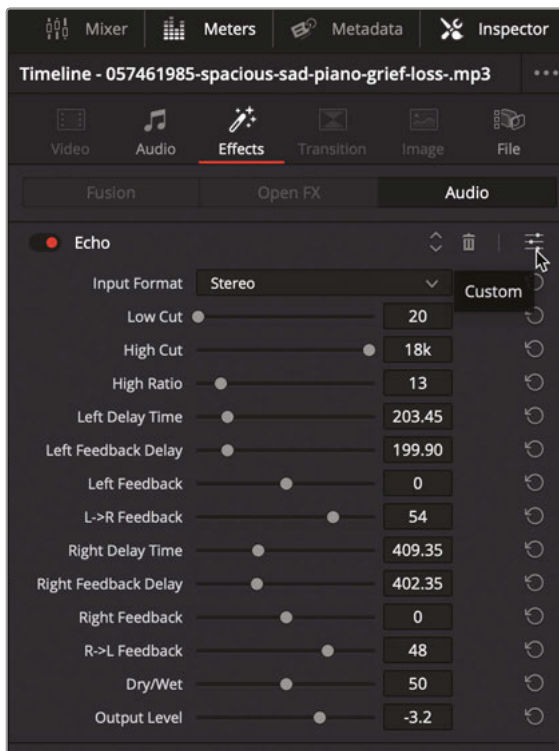 Mixer Meters Metadata Inspector
Timeline - 057461985-spacious-sad-piano-grief-loss-.mp3 •••
Video Audio Effects Transition Image File
Fusion Open FX Audio
Echo
Input Format Stereo
Custom
Low Cut 20
High Cut 18k
High Ratio 13
Left Delay Time 203.45
Left Feedback Delay 199.90
Left Feedback 0
L->R Feedback 54
Right Delay Time 409.35
Right Feedback Delay 402.35
Right Feedback 0
R->L Feedback 48
Dry/Wet 50
Output Level -3.2